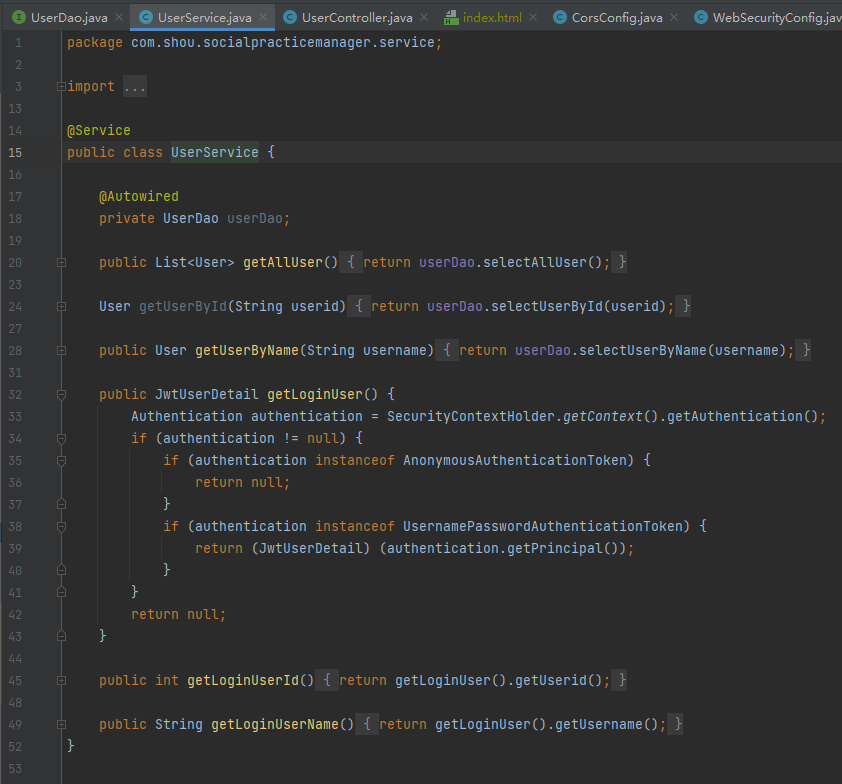 UserDao.java UserService.java UserController.java index.html CorsConfig.java WebSecurityConfig.jav
1 package com.shou.socialpracticemanager.service;
2
3 import ...
13
14 @Service
15 public class UserService {
16
17 @Autowired
18 private UserDao userDao;
19
20 public List<User> getAllUser() { return userDao.selectAllUser(); }
23
24 User getUserById(String userid) { return userDao.selectUserById(userid); }
27
28 public User getUserByName(String username) { return userDao.selectUserByName(username); }
31
32 public JwtUserDetail getLoginUser() {
33 Authentication authentication = SecurityContextHolder.getContext().getAuthentication();
34 if (authentication != null) {
35 if (authentication instanceof AnonymousAuthenticationToken) {
36 return null;
37 }
38 if (authentication instanceof UsernamePasswordAuthenticationToken) {
39 return (JwtUserDetail) (authentication.getPrincipal());
40 }
41 }
42 return null;
43 }
44
45 public int getLoginUserId() { return getLoginUser().getUserid(); }
48
49 public String getLoginUserName() { return getLoginUser().getUsername(); }
52 }
53